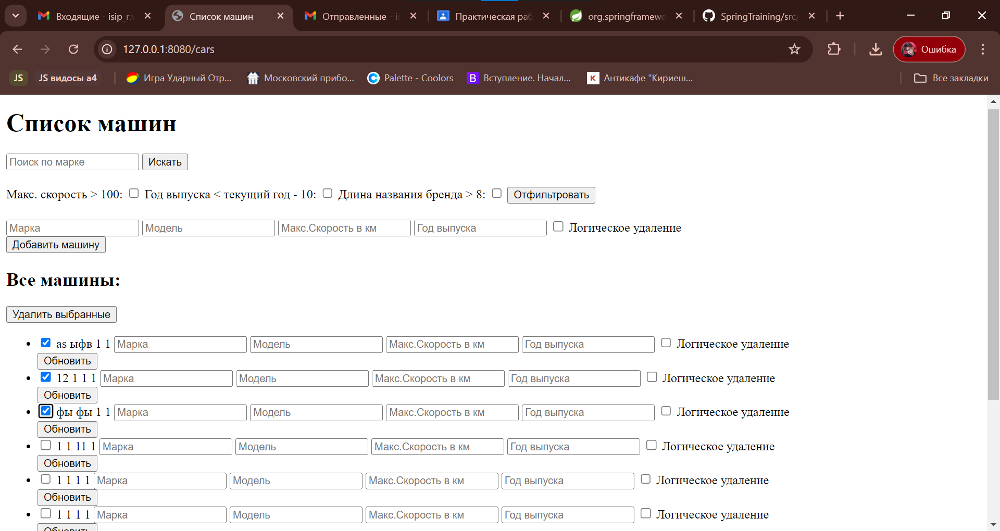 Входящие - isip_r.
Список машин
Отправленные - is
Практическая раб
org.springframewo
SpringTraining/src/
127.0.0.1:8080/cars
Ошибка
JS
JS видосы а4
Игра Ударный Отр...
Московский прибо...
Palette - Coolors
Вступление. Начал...
Антикафе "Кириеш...
Все закладки
Список машин
Поиск по марке Искать
Макс. скорость > 100: Год выпуска < текущий год - 10: Длина названия бренда > 8: Отфильтровать
Марка Модель Макс.Скорость в км Год выпуска Логическое удаление
Добавить машину
Все машины:
Удалить выбранные
as ыфв 1 1 Марка Модель Макс.Скорость в км Год выпуска Логическое удаление
Обновить
12 1 1 1 Марка Модель Макс.Скорость в км Год выпуска Логическое удаление
Обновить
фы фы 1 1 Марка Модель Макс.Скорость в км Год выпуска Логическое удаление
Обновить
1 1 11 1 Марка Модель Макс.Скорость в км Год выпуска Логическое удаление
Обновить
1 1 1 1 Марка Модель Макс.Скорость в км Год выпуска Логическое удаление
Обновить
1 1 1 1 Марка Модель Макс.Скорость в км Год выпуска Логическое удаление
Обновить